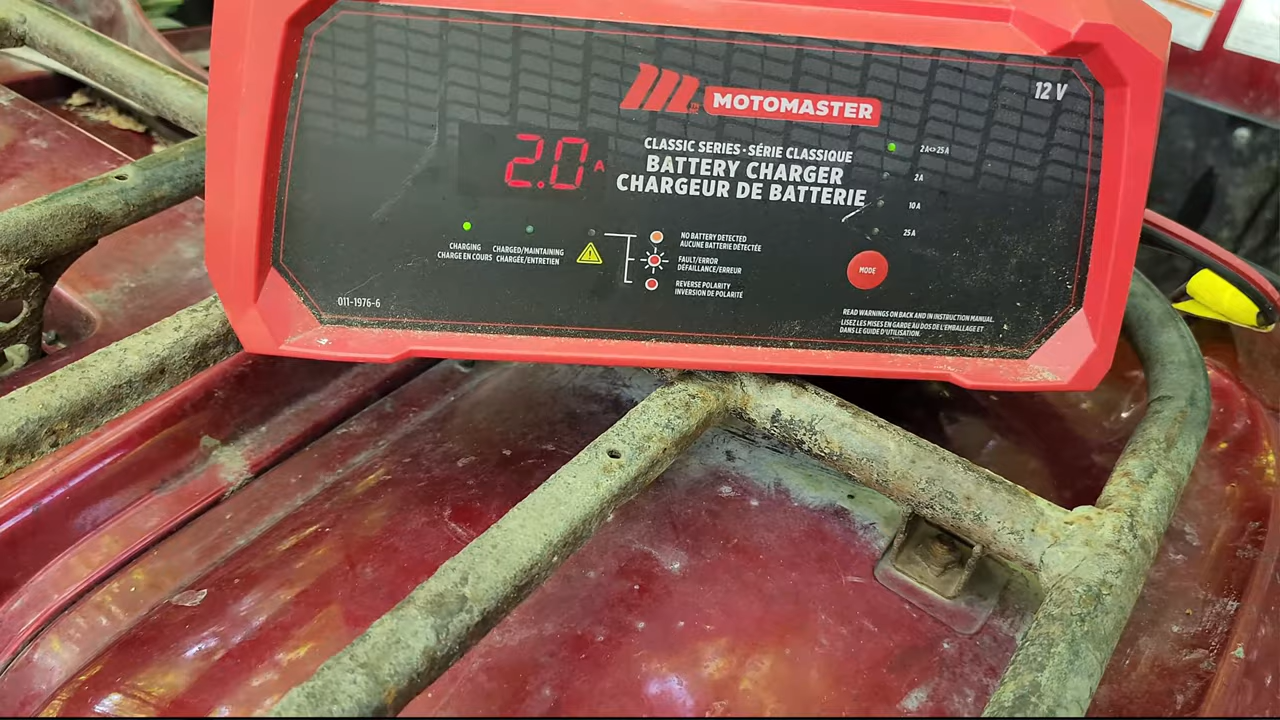 MOTOMASTER
12 V
CLASSIC SERIES • SÉRIE CLASSIQUE
BATTERY CHARGER
CHARGEUR DE BATTERIE
2.0 A
2A<>25A
2A
10A
25A
CHARGING
CHARGE EN COURS
CHARGED/MAINTAINING
CHARGÉE/ENTRETIEN
NO BATTERY DETECTED
AUCUNE BATTERIE DÉTECTÉE
FAULT/ERROR
DÉFAILLANCE/ERREUR
REVERSE POLARITY
INVERSION DE POLARITÉ
MODE
011-1976-6
READ WARNINGS ON BACK AND IN INSTRUCTION MANUAL.
LISEZ LES MISES EN GARDE AU DOS DE L'EMBALLAGE ET
DANS LE GUIDE D'UTILISATION.